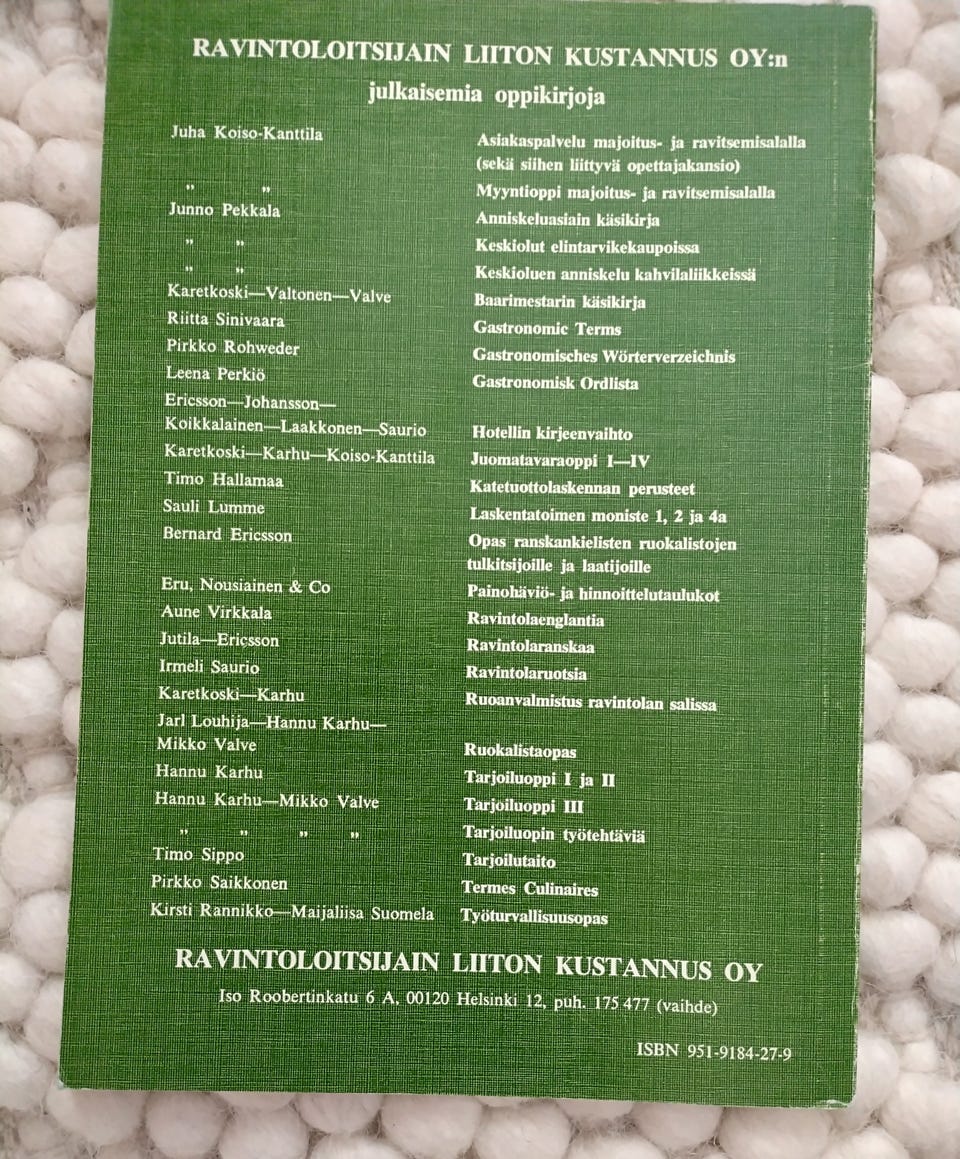 RAVINTOLOITSIJAIN LIITON KUSTANNUS OY:n
julkaisemia oppikirjoja
Juha Koiso-Kanttila Asiakaspalvelu majoitus- ja ravitsemisalalla
(sekä siihen liittyvä opettajakansio)
" " Myyntioppi majoitus- ja ravitsemisalalla
Junno Pekkala Anniskeluasiain käsikirja
" " Keskiolut elintarvikekaupoissa
" " Keskioluen anniskelu kahvilaliikkeissä
Karetkoski—Valtonen—Valve Baarimestarin käsikirja
Riitta Sinivaara Gastronomic Terms
Pirkko Rohweder Gastronomisches Wörterverzeichnis
Leena Perkiö Gastronomisk Ordlista
Ericsson—Johansson—
Koikkalainen—Laakkonen—Saurio Hotellin kirjeenvaihto
Karetkoski—Karhu—Koiso-Kanttila Juomatavaraoppi I—IV
Timo Hallamaa Katetuottolaskennan perusteet
Sauli Lumme Laskentatoimen moniste 1, 2 ja 4a
Bernard Ericsson Opas ranskankielisten ruokalistojen
tulkitsijoille ja laatijoille
Eru, Nousiainen & Co Painohäviö- ja hinnoittelutaulukot
Aune Virkkala Ravintolaenglantia
Jutila—Ericsson Ravintolaranskaa
Irmeli Saurio Ravintolaruotsia
Karetkoski—Karhu Ruoanvalmistus ravintolan salissa
Jarl Louhija—Hannu Karhu—
Mikko Valve Ruokalistaopas
Hannu Karhu Tarjoiluoppi I ja II
Hannu Karhu—Mikko Valve Tarjoiluoppi III
" " " " Tarjoiluopin työtehtäviä
Timo Sippo Tarjoilutaito
Pirkko Saikkonen Termes Culinaires
Kirsti Rannikko—Maijaliisa Suomela Työturvallisuusopas
RAVINTOLOITSIJAIN LIITON KUSTANNUS OY
Iso Roobertinkatu 6 A, 00120 Helsinki 12, puh. 175 477 (vaihde)
ISBN 951-9184-27-9